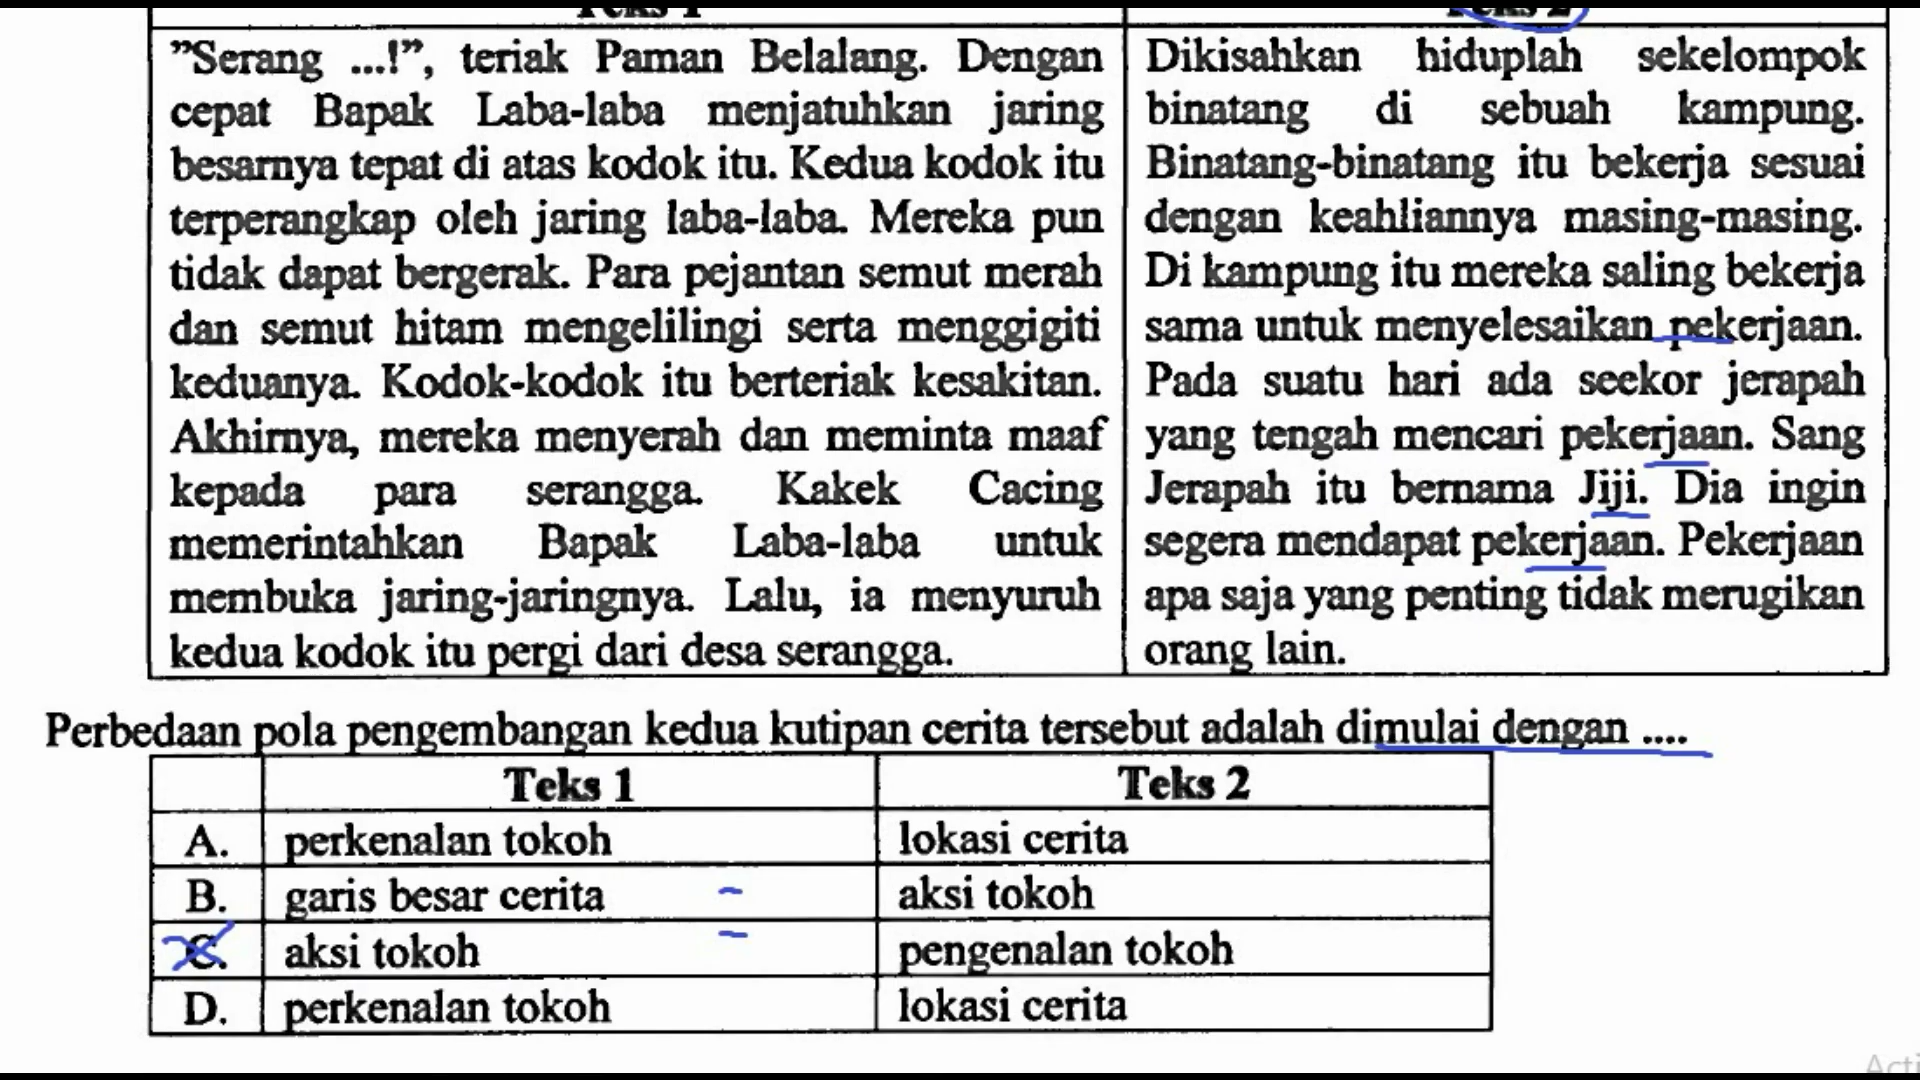 Teks 1 Teks 2
”Serang ...!”, teriak Paman Belalang. Dengan
cepat Bapak Laba-laba menjatuhkan jaring
besarnya tepat di atas kodok itu. Kedua kodok itu
terperangkap oleh jaring laba-laba. Mereka pun
tidak dapat bergerak. Para pejantan semut merah
dan semut hitam mengelilingi serta menggigiti
keduanya. Kodok-kodok itu berteriak kesakitan.
Akhirnya, mereka menyerah dan meminta maaf
kepada para serangga. Kakek Cacing
memerintahkan Bapak Laba-laba untuk
membuka jaring-jaringnya. Lalu, ia menyuruh
kedua kodok itu pergi dari desa serangga.
Dikisahkan hiduplah sekelompok
binatang di sebuah kampung.
Binatang-binatang itu bekerja sesuai
dengan keahliannya masing-masing.
Di kampung itu mereka saling bekerja
sama untuk menyelesaikan pekerjaan.
Pada suatu hari ada seekor jerapah
yang tengah mencari pekerjaan. Sang
Jerapah itu bernama Jiji. Dia ingin
segera mendapat pekerjaan. Pekerjaan
apa saja yang penting tidak merugikan
orang lain.
Perbedaan pola pengembangan kedua kutipan cerita tersebut adalah dimulai dengan ....
Teks 1 Teks 2
A. perkenalan tokoh lokasi cerita
B. garis besar cerita aksi tokoh
C. aksi tokoh pengenalan tokoh
D. perkenalan tokoh lokasi cerita